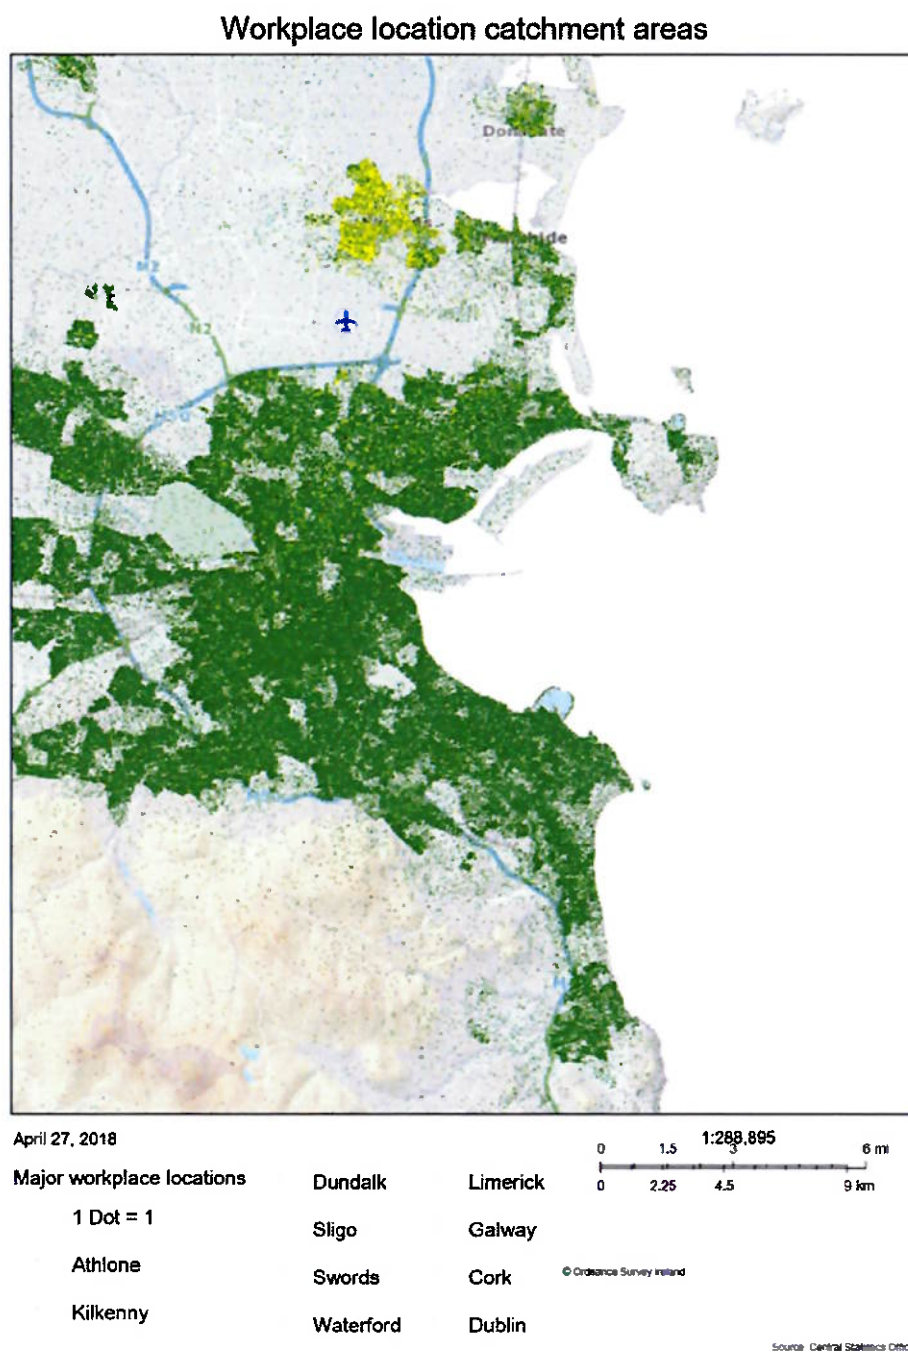 Workplace location catchment areas
M2
N2
April 27, 2018
1:288,895
0 1.5 3 6 mi
0 2.25 4.5 9 km
Major workplace locations
1 Dot = 1
Athlone
Kilkenny
Dundalk
Sligo
Swords
Waterford
Limerick
Galway
Cork
Dublin
© Ordnance Survey Ireland
Source: Central Statistics Offic